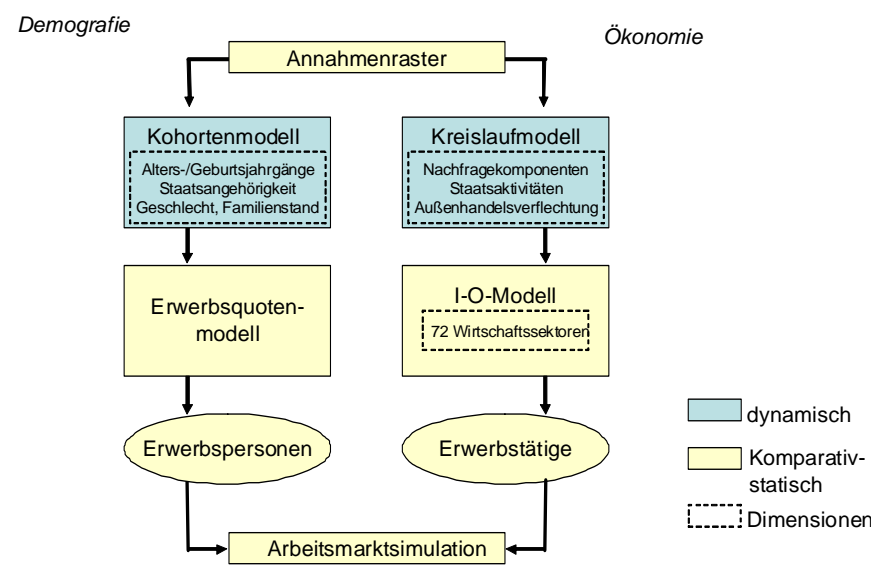 Demografie
Ökonomie
Annahmenraster
Kohortenmodell
Alters-/Geburtsjahrgänge
Staatsangehörigkeit
Geschlecht, Familienstand
Kreislaufmodell
Nachfragekomponenten
Staatsaktivitäten
Außenhandelsverflechtung
Erwerbsquoten-
modell
I-O-Modell
72 Wirtschaftssektoren
Erwerbspersonen
Erwerbstätige
Arbeitsmarktsimulation
dynamisch
Komparativ-
statisch
Dimensionen